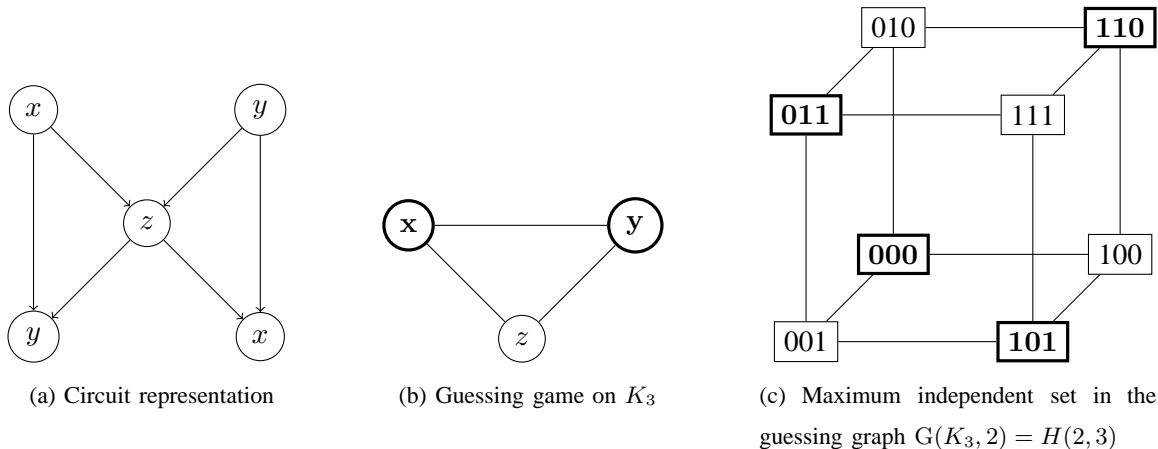 x
y
z
y
x
(a) Circuit representation
x
y
z
(b) Guessing game on K₃
010
110
011
111
000
100
001
101
(c) Maximum independent set in the
guessing graph G(K₃, 2) = H(2, 3)